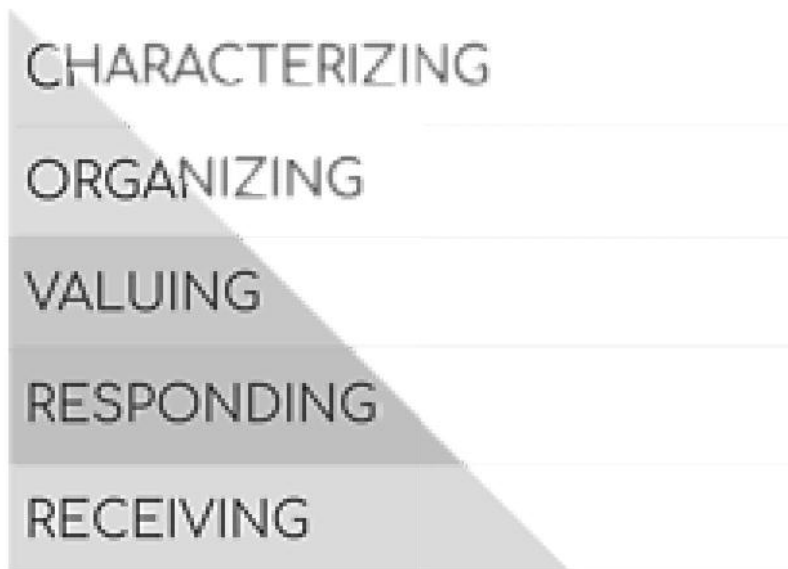 CHARACTERIZING
ORGANIZING
VALUING
RESPONDING
RECEIVING